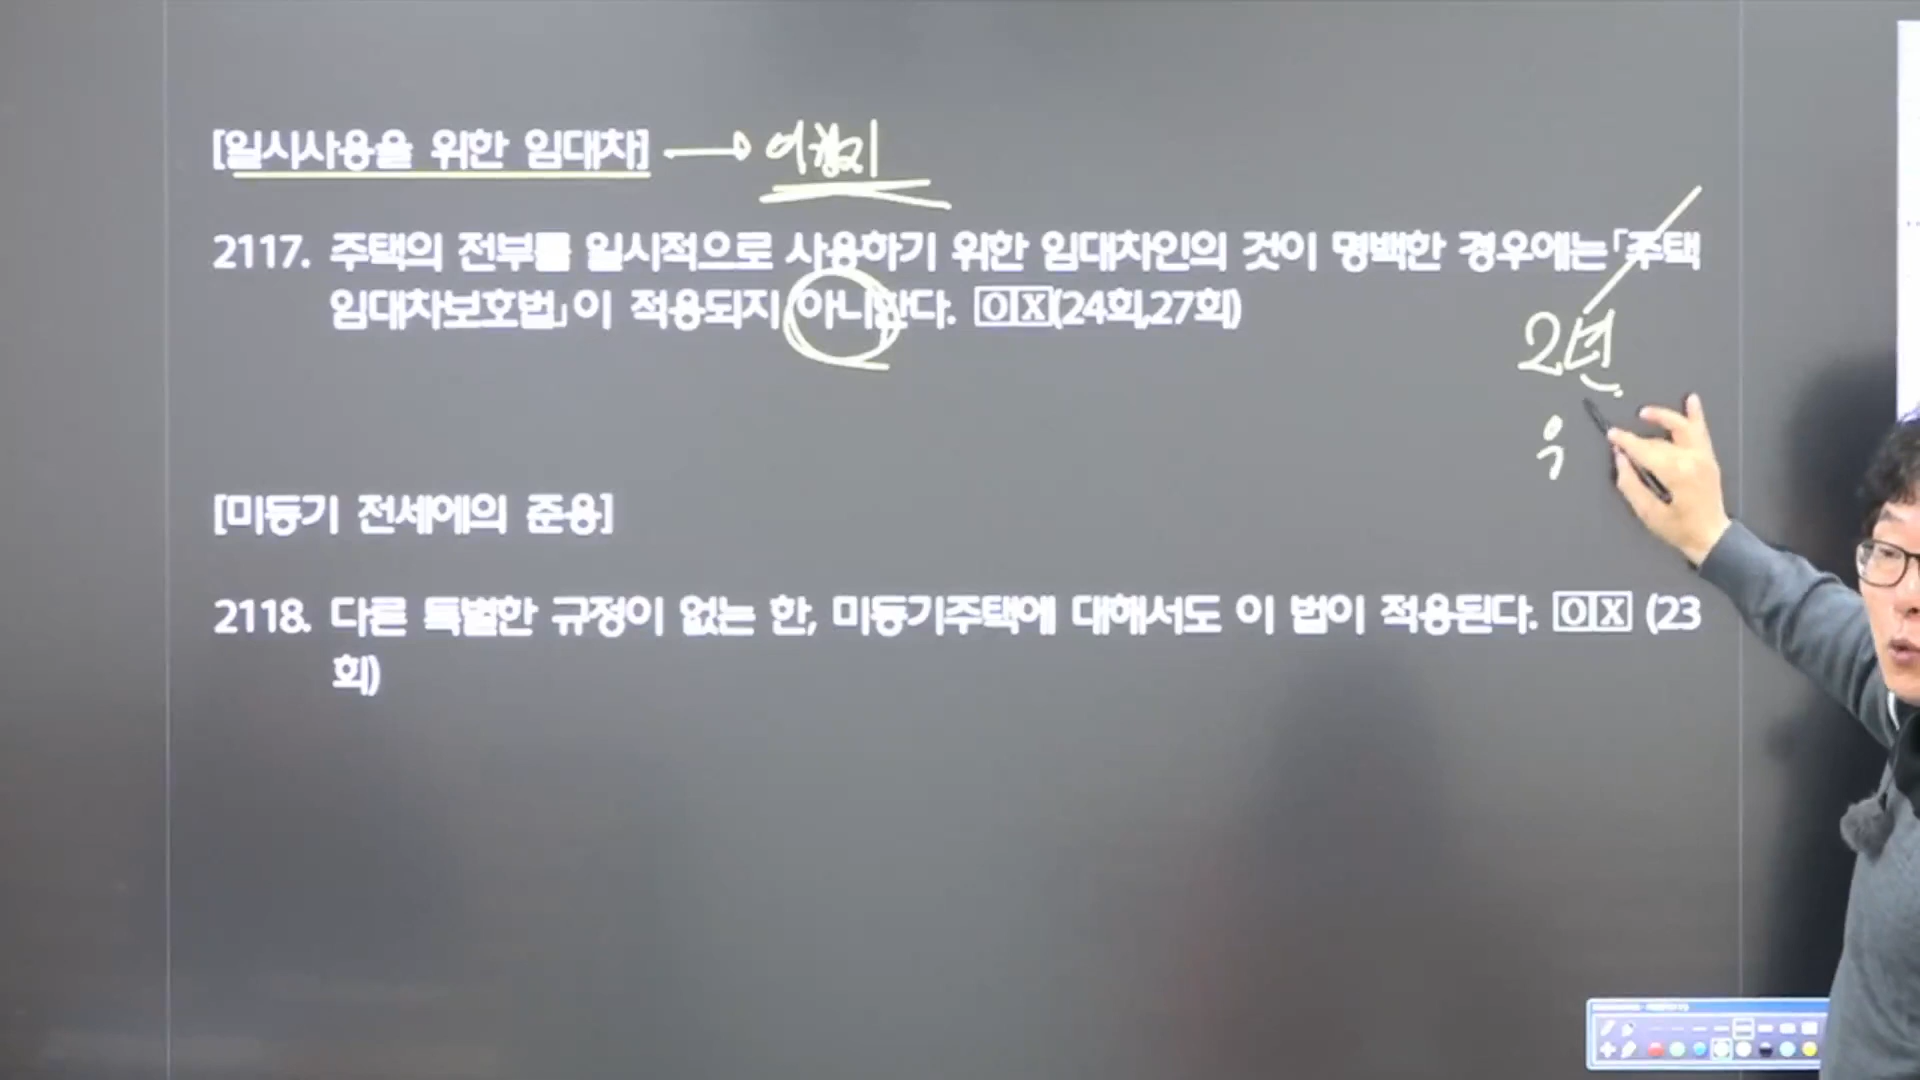 [일시사용을 위한 임대차]
2117. 주택의 전부를 일시적으로 사용하기 위한 임대차인의 것이 명백한 경우에는「주택
임대차보호법」이 적용되지 아니한다. O X (24회,27회)
2년
[미등기 전세에의 준용]
2118. 다른 특별한 규정이 없는 한, 미등기주택에 대해서도 이 법이 적용된다. O X (23
회)